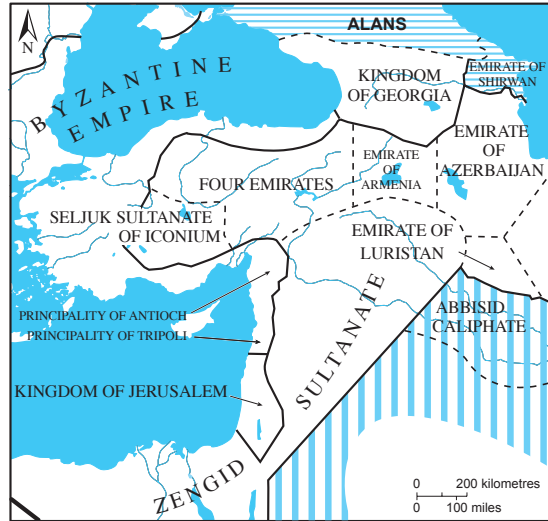 N
ALANS
BYZANTINE
EMPIRE
KINGDOM
OF GEORGIA
EMIRATE OF
SHIRWAN
EMIRATE
OF
AZERBAIJAN
EMIRATE
OF
ARMENIA
FOUR EMIRATES
SELJUK SULTANATE
OF ICONIUM
EMIRATE OF
LURISTAN
ABBISID
CALIPHATE
PRINCIPALITY OF ANTIOCH
PRINCIPALITY OF TRIPOLI
KINGDOM OF JERUSALEM
ZENGID
SULTANATE
0 200 kilometres
0 100 miles